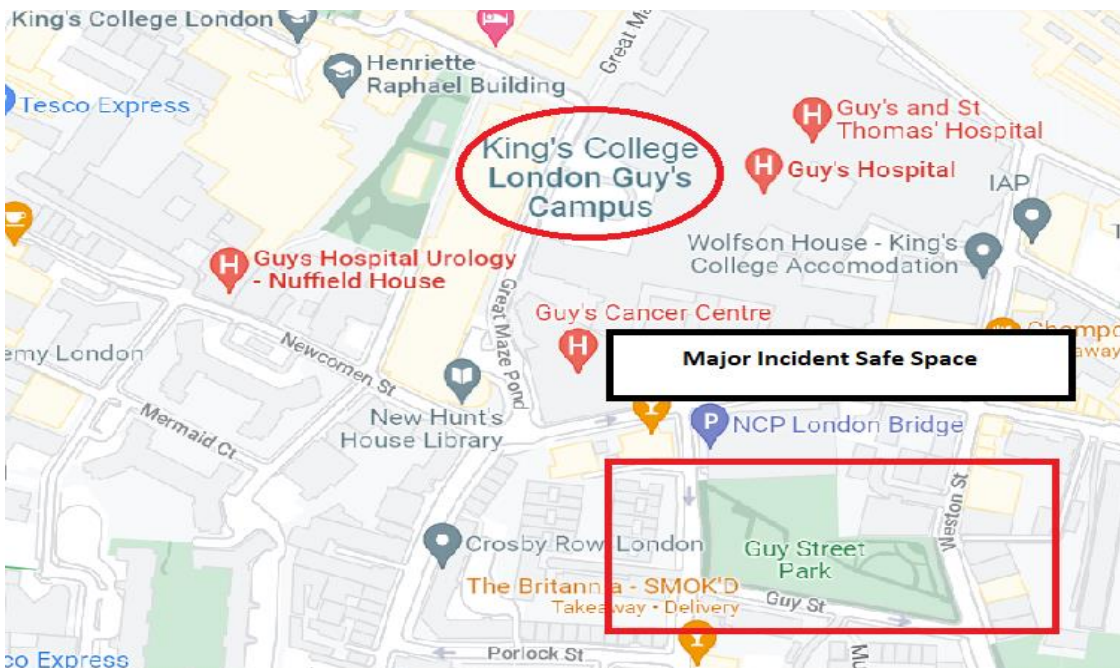 King's College London
Great Ma
Henriette
Raphael Building
Tesco Express
Guy's and St
Thomas' Hospital
King's College
London Guy's
Campus
Guy's Hospital
IAP
Wolfson House - King's
College Accomodation
Guys Hospital Urology
- Nuffield House
Great Maze Pond
Guy's Cancer Centre
Champo
away
emy London
Newcomen St
Major Incident Safe Space
Mermaid Ct
New Hunt's
House Library
P
NCP London Bridge
Weston St
Crosby Row, London
Guy Street
Park
The Britannia - SMOK'D
Takeaway • Delivery
Guy St
Porlock St
co Express